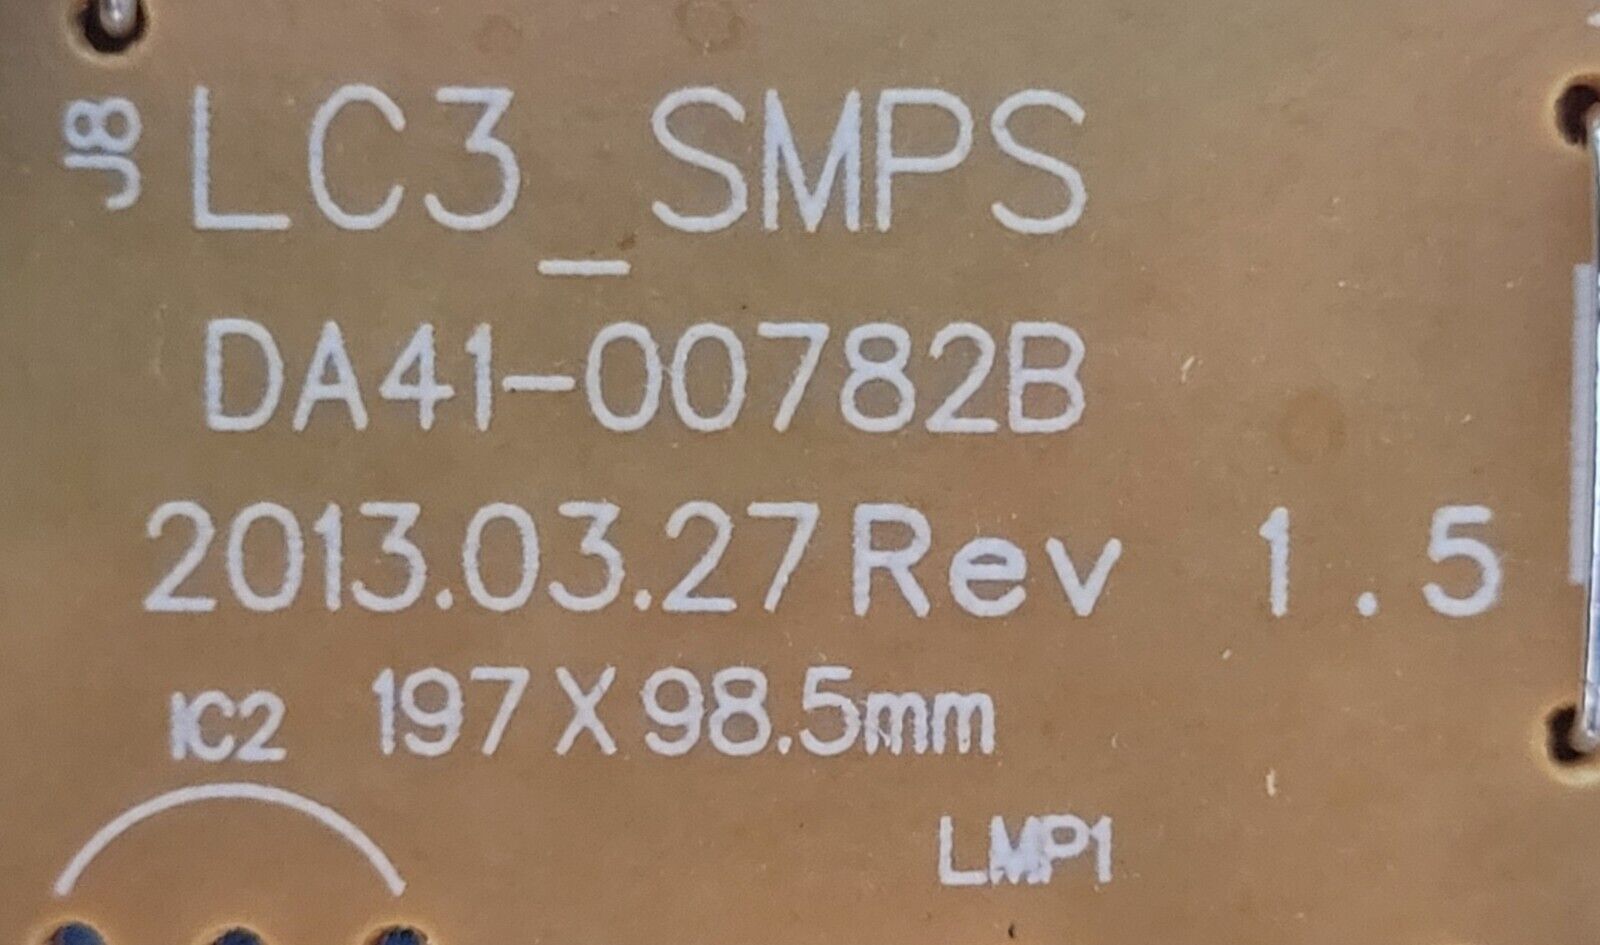 J8
LC3_SMPS
DA41-00782B
2013.03.27 Rev 1.5
IC2
197 X 98.5mm
LMP1